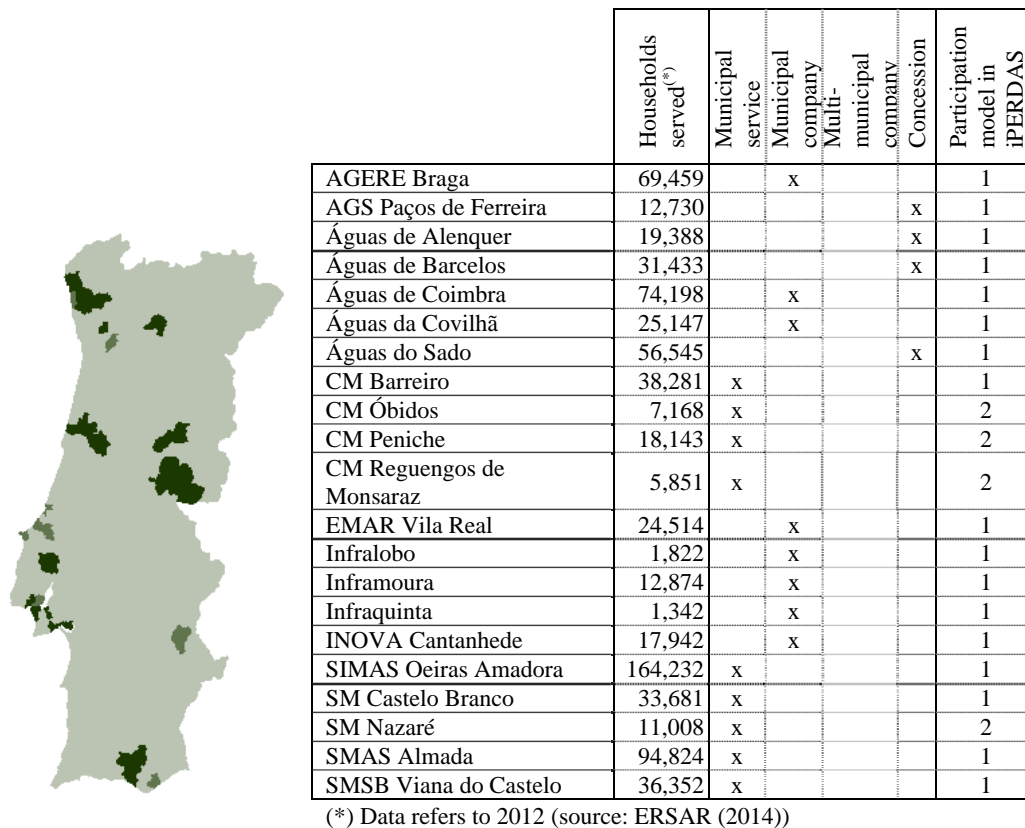 Households served(*)
Municipal service
Municipal company
Multi-municipal company
Concession
Participation model in iPERDAS
AGERE Braga 69,459 x 1
AGS Paços de Ferreira 12,730 x 1
Águas de Alenquer 19,388 x 1
Águas de Barcelos 31,433 x 1
Águas de Coimbra 74,198 x 1
Águas da Covilhã 25,147 x 1
Águas do Sado 56,545 x 1
CM Barreiro 38,281 x 1
CM Óbidos 7,168 x 2
CM Peniche 18,143 x 2
CM Reguengos de
Monsaraz 5,851 x 2
EMAR Vila Real 24,514 x 1
Infralobo 1,822 x 1
Inframoura 12,874 x 1
Infraquinta 1,342 x 1
INOVA Cantanhede 17,942 x 1
SIMAS Oeiras Amadora 164,232 x 1
SM Castelo Branco 33,681 x 1
SM Nazaré 11,008 x 2
SMAS Almada 94,824 x 1
SMSB Viana do Castelo 36,352 x 1
(*) Data refers to 2012 (source: ERSAR (2014))